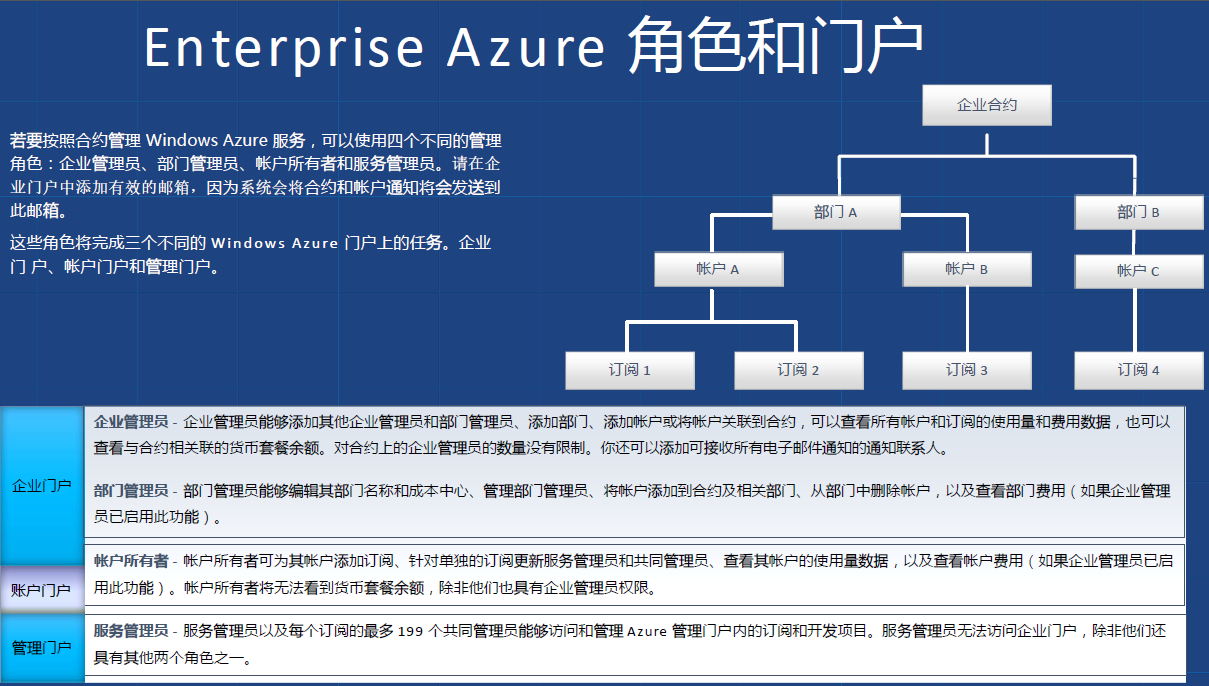 Enterprise Azure 角色和门户
若要按照合约管理 Windows Azure 服务，可以使用四个不同的管理
角色：企业管理员、部门管理员、帐户所有者和服务管理员。请在企
业门户中添加有效的邮箱，因为系统会将合约和帐户通知将会发送到
此邮箱。
这些角色将完成三个不同的 Windows Azure 门户上的任务。企业
门 户、帐户门户和管理门户。
企业合约
部门 A
部门 B
帐户 A
帐户 B
帐户 C
订阅 1
订阅 2
订阅 3
订阅 4
企业门户
企业管理员 - 企业管理员能够添加其他企业管理员和部门管理员、添加部门、添加帐户或将帐户关联到合约，可以查看所有帐户和订阅的使用量和费用数据，也可以
查看与合约相关联的货币套餐余额。对合约上的企业管理员的数量没有限制。你还可以添加可接收所有电子邮件通知的通知联系人。
部门管理员 - 部门管理员能够编辑其部门名称和成本中心、管理部门管理员、将帐户添加到合约及相关部门、从部门中删除帐户，以及查看部门费用（如果企业管理
员已启用此功能）。
账户门户
帐户所有者 - 帐户所有者可为其帐户添加订阅、针对单独的订阅更新服务管理员和共同管理员、查看其帐户的使用量数据，以及查看帐户费用（如果企业管理员已启
用此功能）。帐户所有者将无法看到货币套餐余额，除非他们也具有企业管理员权限。
管理门户
服务管理员 - 服务管理员以及每个订阅的最多 199 个共同管理员能够访问和管理 Azure 管理门户内的订阅和开发项目。服务管理员无法访问企业门户，除非他们还
具有其他两个角色之一。